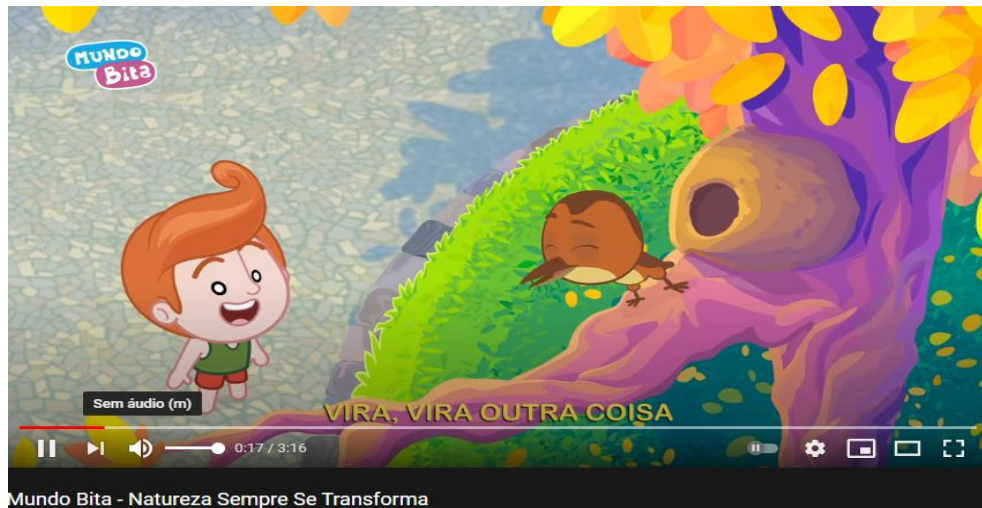 MUNDO
Bita
VIRA, VIRA OUTRA COISA
Sem áudio (m)
0:17 / 3:16
Mundo Bita - Natureza Sempre Se Transforma